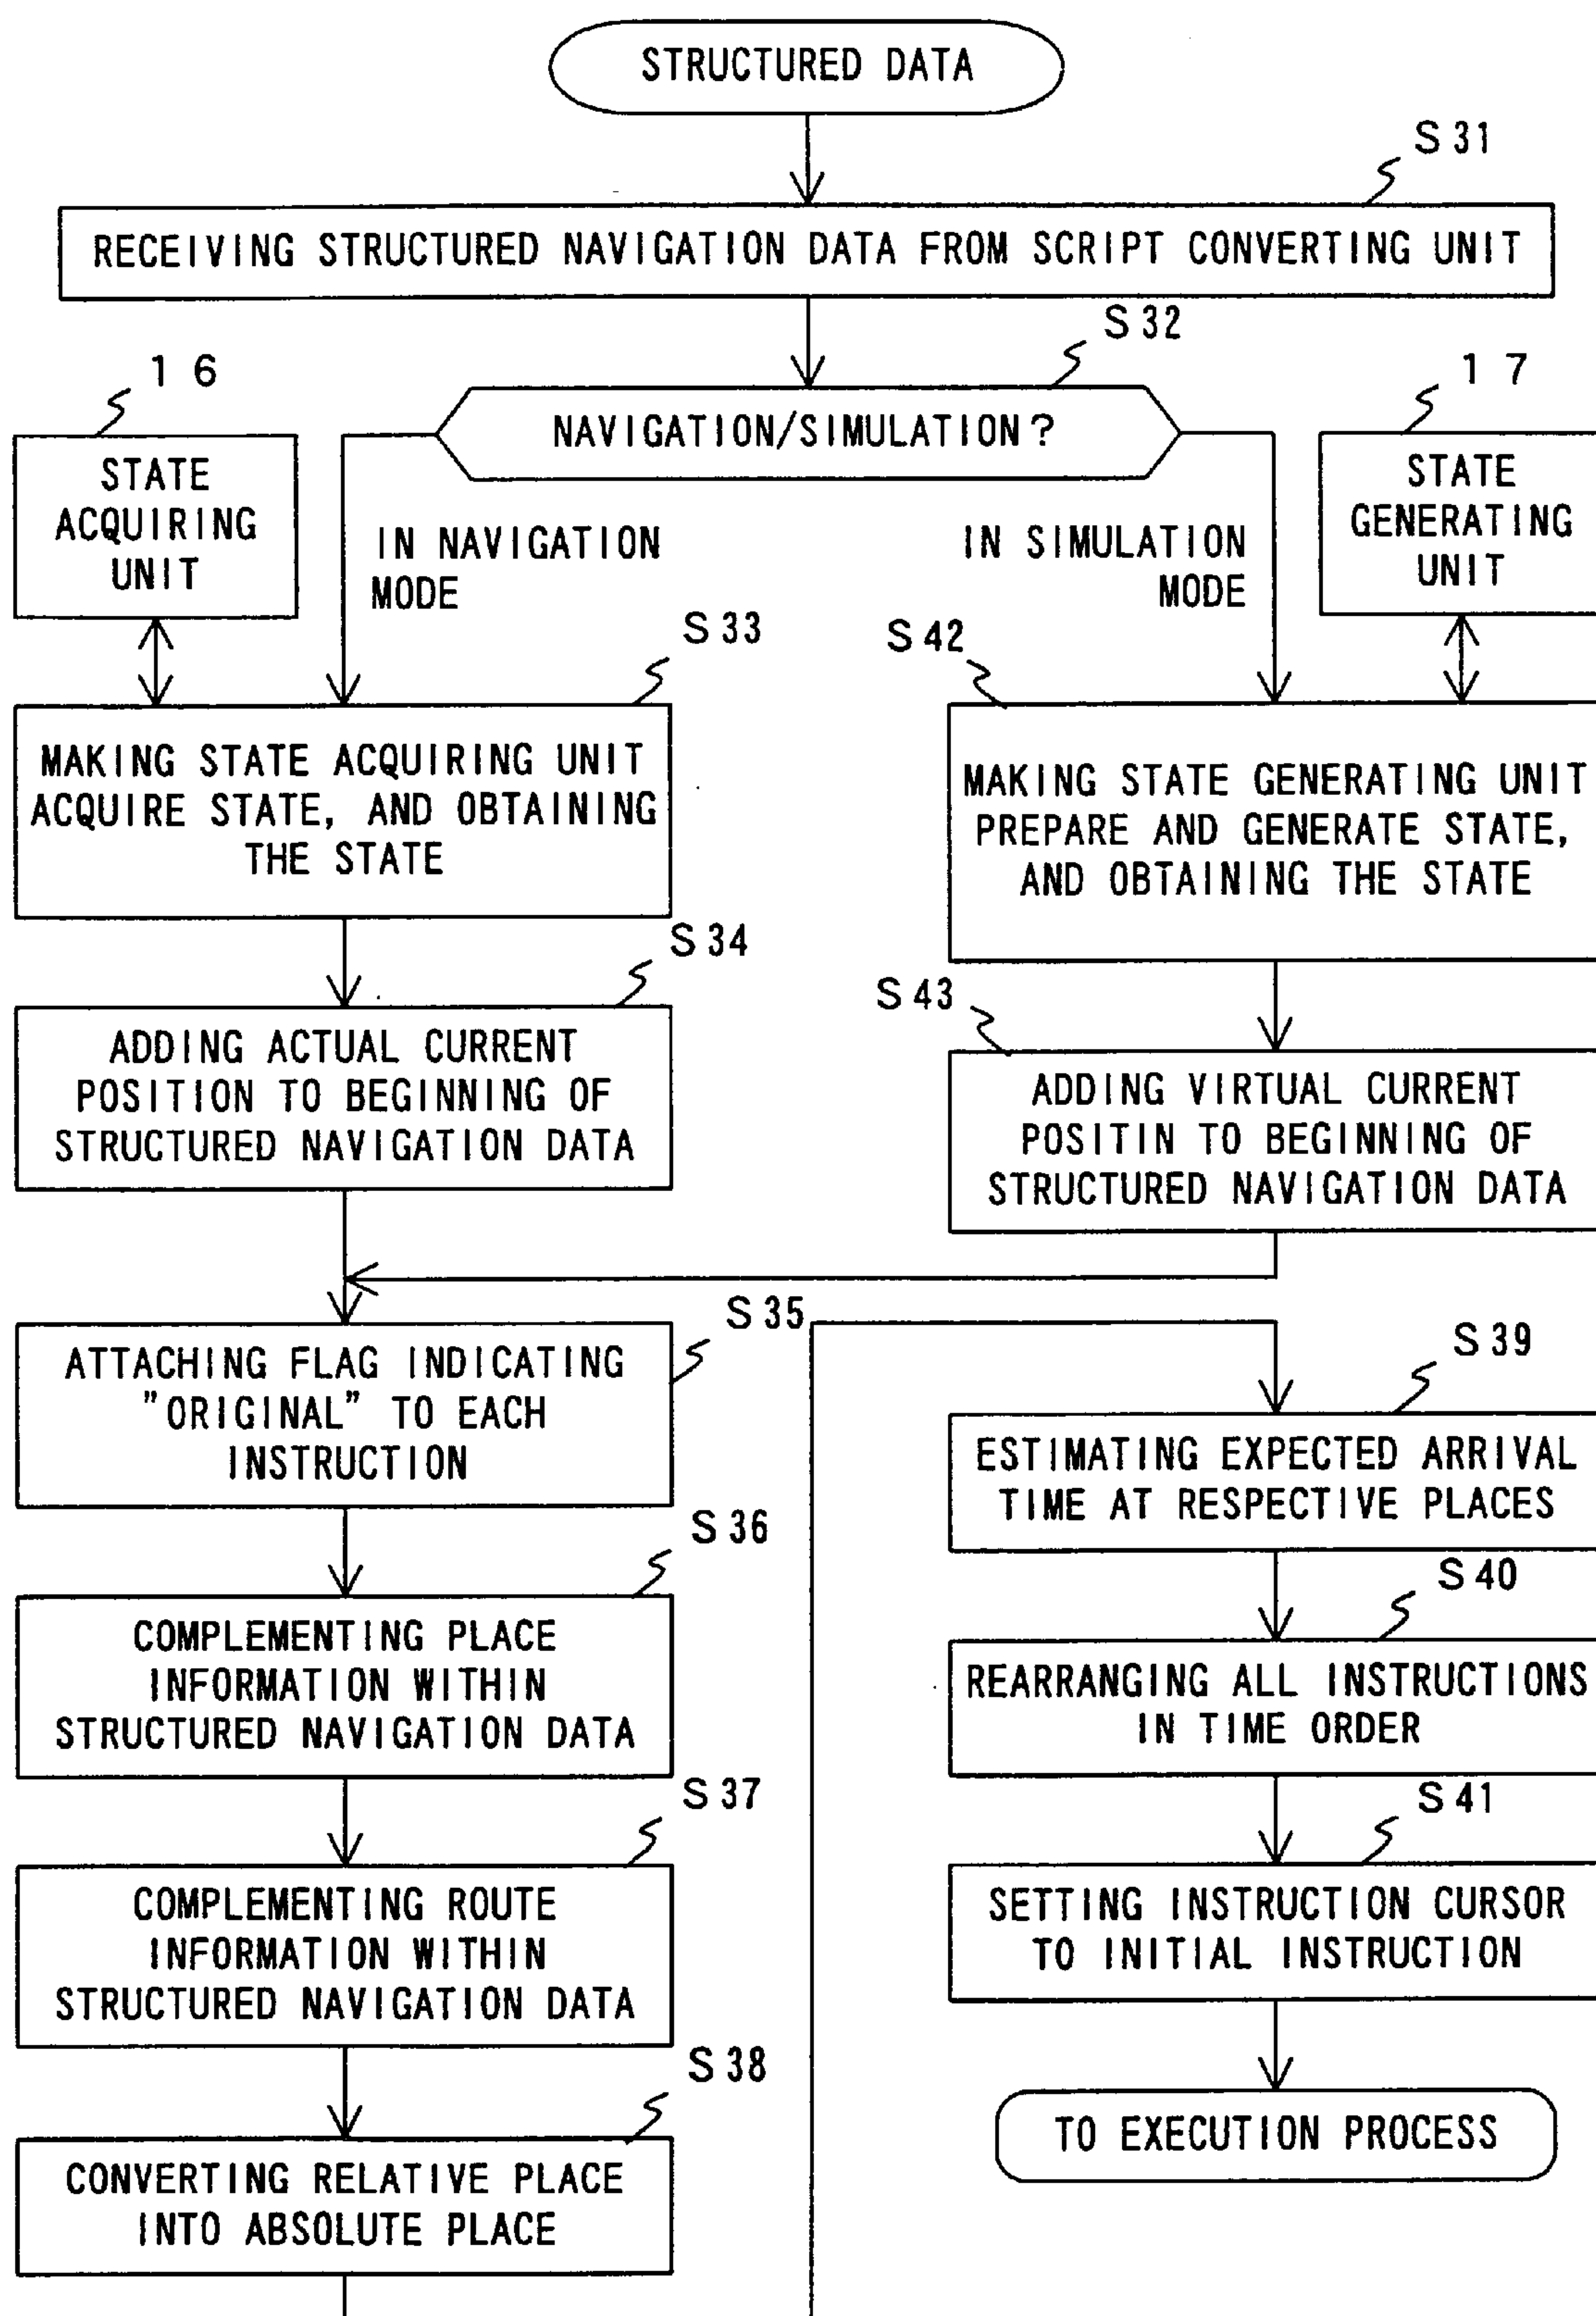 STRUCTURED DATA
S31
RECEIVING STRUCTURED NAVIGATION DATA FROM SCRIPT CONVERTING UNIT
S32
NAVIGATION/SIMULATION?
16
STATE
ACQUIRING
UNIT
IN NAVIGATION
MODE
IN SIMULATION
MODE
17
STATE
GENERATING
UNIT
S33
MAKING STATE ACQUIRING UNIT
ACQUIRE STATE, AND OBTAINING
THE STATE
S42
MAKING STATE GENERATING UNIT
PREPARE AND GENERATE STATE,
AND OBTAINING THE STATE
S34
ADDING ACTUAL CURRENT
POSITION TO BEGINNING OF
STRUCTURED NAVIGATION DATA
S43
ADDING VIRTUAL CURRENT
POSITIN TO BEGINNING OF
STRUCTURED NAVIGATION DATA
S35
ATTACHING FLAG INDICATING
"ORIGINAL" TO EACH
INSTRUCTION
S36
COMPLEMENTING PLACE
INFORMATION WITHIN
STRUCTURED NAVIGATION DATA
S37
COMPLEMENTING ROUTE
INFORMATION WITHIN
STRUCTURED NAVIGATION DATA
S38
CONVERTING RELATIVE PLACE
INTO ABSOLUTE PLACE
S39
ESTIMATING EXPECTED ARRIVAL
TIME AT RESPECTIVE PLACES
S40
REARRANGING ALL INSTRUCTIONS
IN TIME ORDER
S41
SETTING INSTRUCTION CURSOR
TO INITIAL INSTRUCTION
TO EXECUTION PROCESS